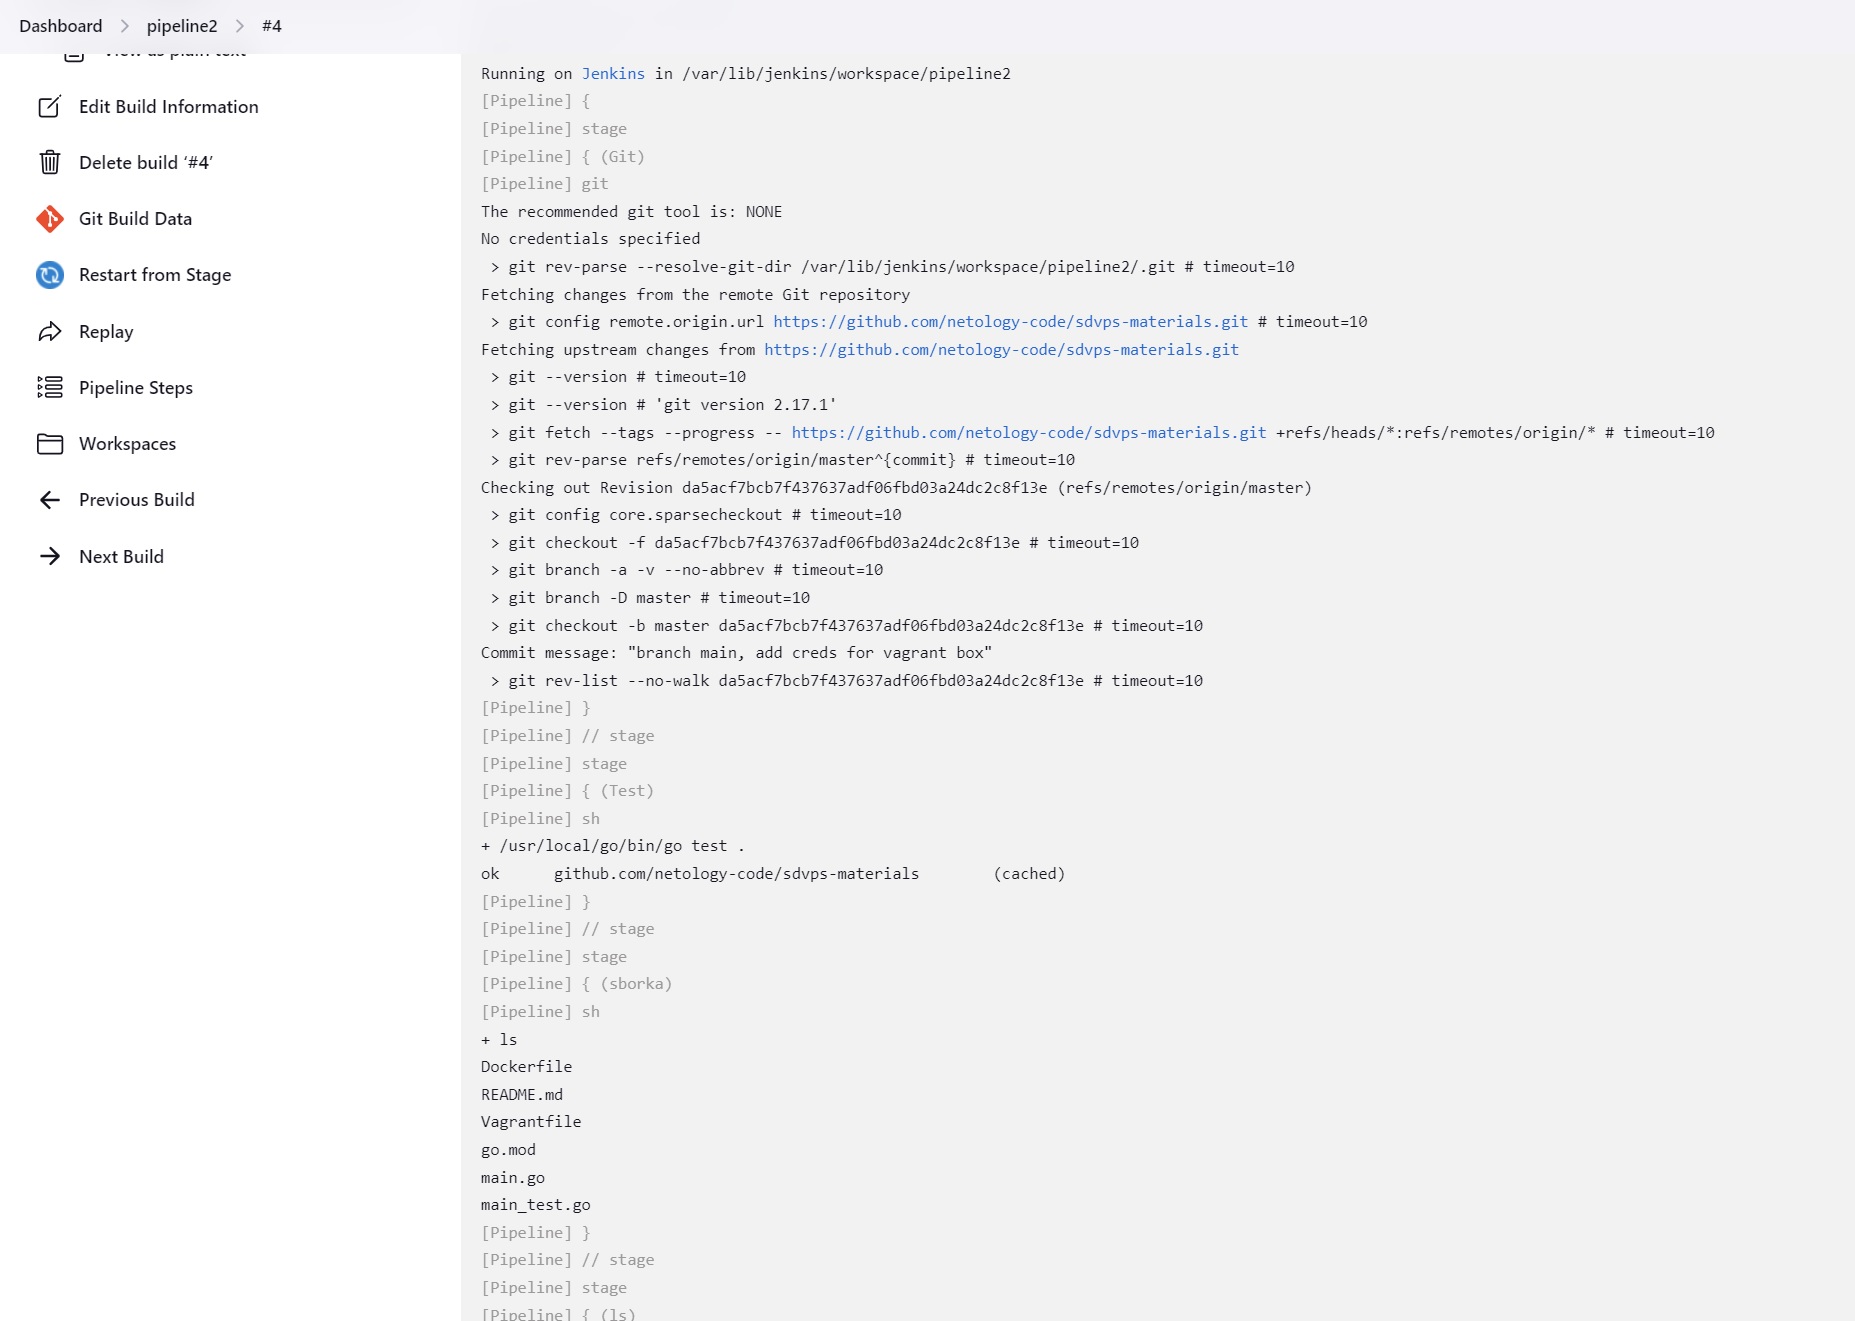 Dashboard > pipeline2 > #4
View as plain text
Edit Build Information
Delete build ‘#4’
Git Build Data
Restart from Stage
Replay
Pipeline Steps
Workspaces
Previous Build
Next Build
Running on Jenkins in /var/lib/jenkins/workspace/pipeline2
[Pipeline] {
[Pipeline] stage
[Pipeline] { (Git)
[Pipeline] git
The recommended git tool is: NONE
No credentials specified
 > git rev-parse --resolve-git-dir /var/lib/jenkins/workspace/pipeline2/.git # timeout=10
Fetching changes from the remote Git repository
 > git config remote.origin.url https://github.com/netology-code/sdvps-materials.git # timeout=10
Fetching upstream changes from https://github.com/netology-code/sdvps-materials.git
 > git --version # timeout=10
 > git --version # 'git version 2.17.1'
 > git fetch --tags --progress -- https://github.com/netology-code/sdvps-materials.git +refs/heads/*:refs/remotes/origin/* # timeout=10
 > git rev-parse refs/remotes/origin/master^{commit} # timeout=10
Checking out Revision da5acf7bcb7f437637adf06fbd03a24dc2c8f13e (refs/remotes/origin/master)
 > git config core.sparsecheckout # timeout=10
 > git checkout -f da5acf7bcb7f437637adf06fbd03a24dc2c8f13e # timeout=10
 > git branch -a -v --no-abbrev # timeout=10
 > git branch -D master # timeout=10
 > git checkout -b master da5acf7bcb7f437637adf06fbd03a24dc2c8f13e # timeout=10
Commit message: "branch main, add creds for vagrant box"
 > git rev-list --no-walk da5acf7bcb7f437637adf06fbd03a24dc2c8f13e # timeout=10
[Pipeline] }
[Pipeline] // stage
[Pipeline] stage
[Pipeline] { (Test)
[Pipeline] sh
+ /usr/local/go/bin/go test .
ok      github.com/netology-code/sdvps-materials        (cached)
[Pipeline] }
[Pipeline] // stage
[Pipeline] stage
[Pipeline] { (sborka)
[Pipeline] sh
+ ls
Dockerfile
README.md
Vagrantfile
go.mod
main.go
main_test.go
[Pipeline] }
[Pipeline] // stage
[Pipeline] stage
[Pipeline] { (ls)